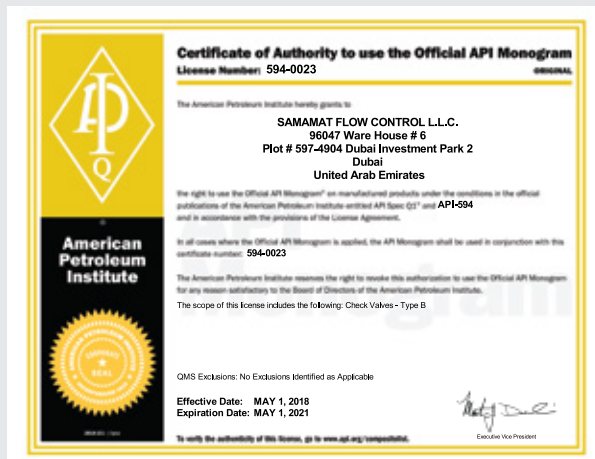 Certificate of Authority to use the Official API Monogram
License Number: 594-0023
ORIGINAL
The American Petroleum Institute hereby grants to
SAMAMAT FLOW CONTROL L.L.C.
96047 Ware House # 6
Plot # 597-4904 Dubai Investment Park 2
Dubai
United Arab Emirates
the right to use the Official API Monogram® on manufactured products under the conditions in the official
publications of the American Petroleum Institute entitled API Spec Q1® and API-594
and in accordance with the provisions of the License Agreement.
In all cases where the Official API Monogram is applied, the API Monogram shall be used in conjunction with this
certificate number: 594-0023
The American Petroleum Institute reserves the right to revoke this authorization to use the Official API Monogram
for any reason satisfactory to the Board of Directors of the American Petroleum Institute.
The scope of this license includes the following: Check Valves - Type B
QMS Exclusions: No Exclusions Identified as Applicable
Effective Date: MAY 1, 2018
Expiration Date: MAY 1, 2021
To verify the authenticity of this license, go to www.api.org/compositelist.
Executive Vice President
API
Q
American
Petroleum
Institute
AMERICAN PETROLEUM INSTITUTE
CORPORATE
SEAL